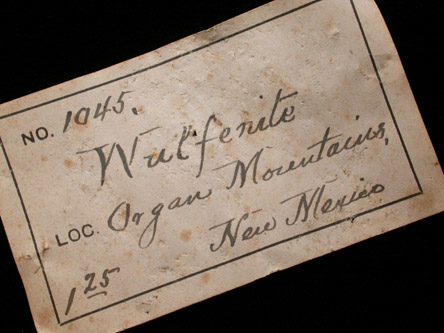 NO. 1045.
Wulfenite
LOC. Organ Mountains,
New Mexico
1 25